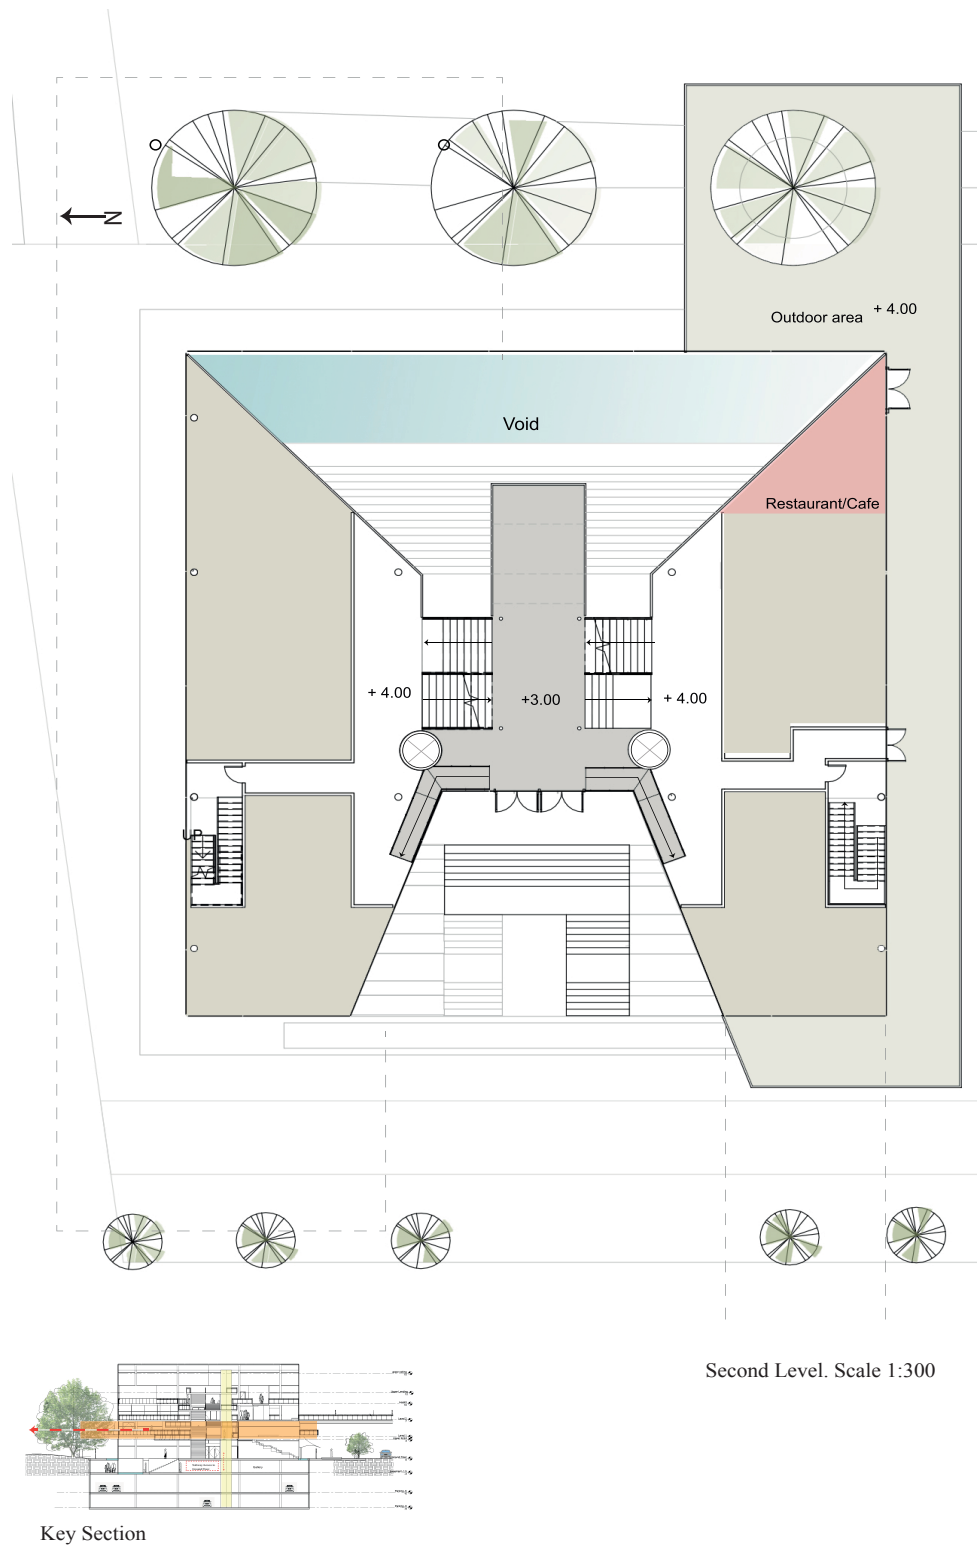 N
Outdoor area + 4.00
Void
Restaurant/Cafe
+ 4.00
+3.00
+ 4.00
UP
Second Level. Scale 1:300
Key Section